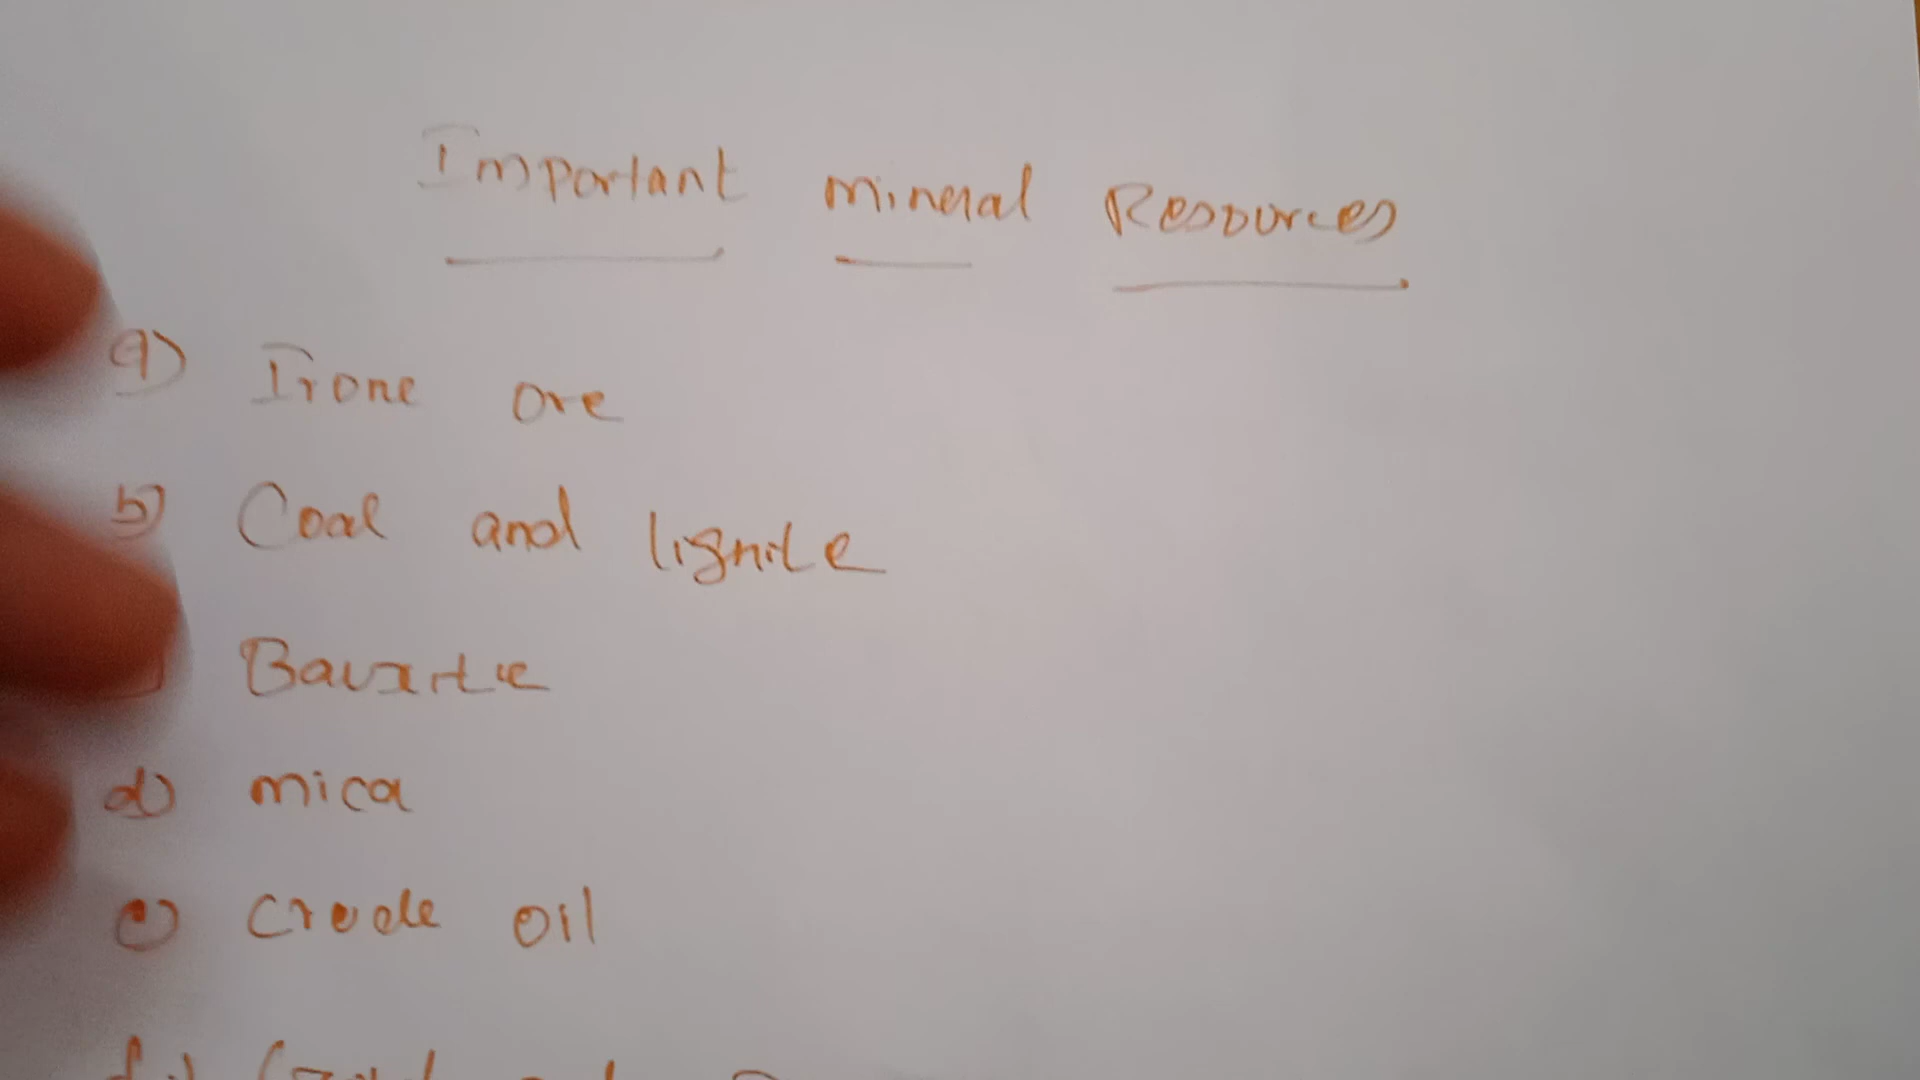 Important Mineral Resources
a) Irone ore
b) Coal and lignite
Bauxite
d) mica
e) Crude oil
f)